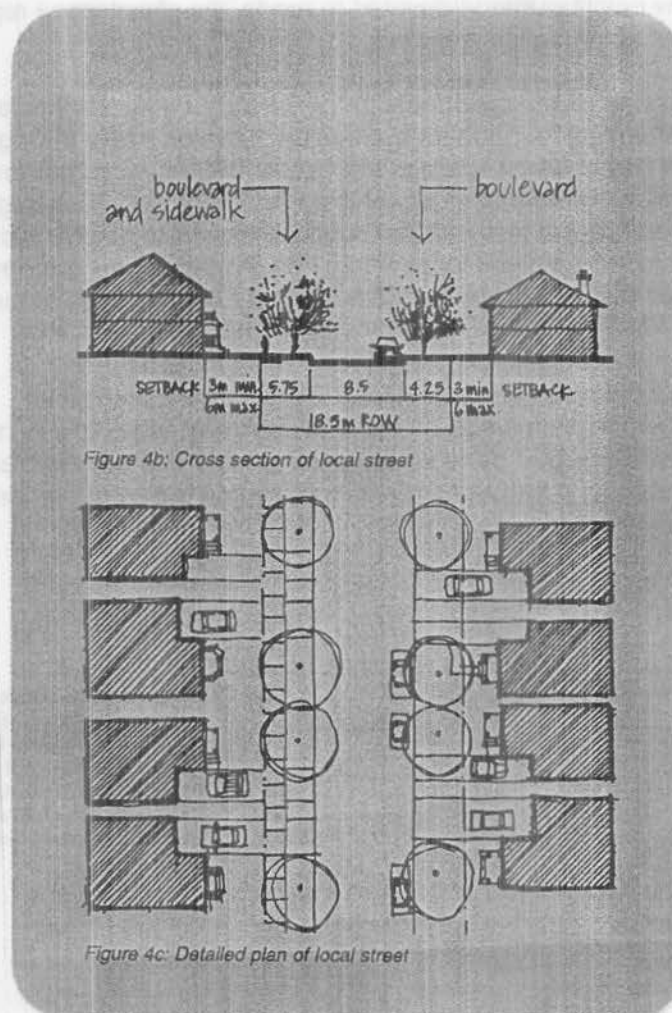 boulevard
and sidewalk
boulevard
SETBACK 3m min 5.75 8.5 4.25 3 min SETBACK
6m max 6 max
18.5m ROW
Figure 4b: Cross section of local street
Figure 4c: Detailed plan of local street